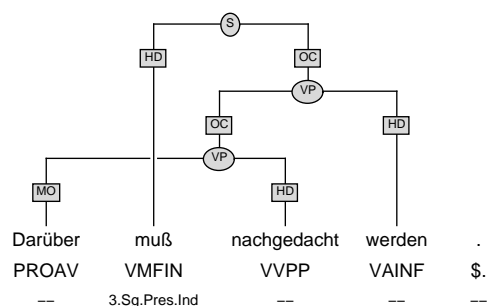 S
HD OC
VP
OC HD
VP
MO HD
Darüber muß nachgedacht werden .
PROAV VMFIN VVPP VAINF $.
−− 3.Sg.Pres.Ind −− −− −−